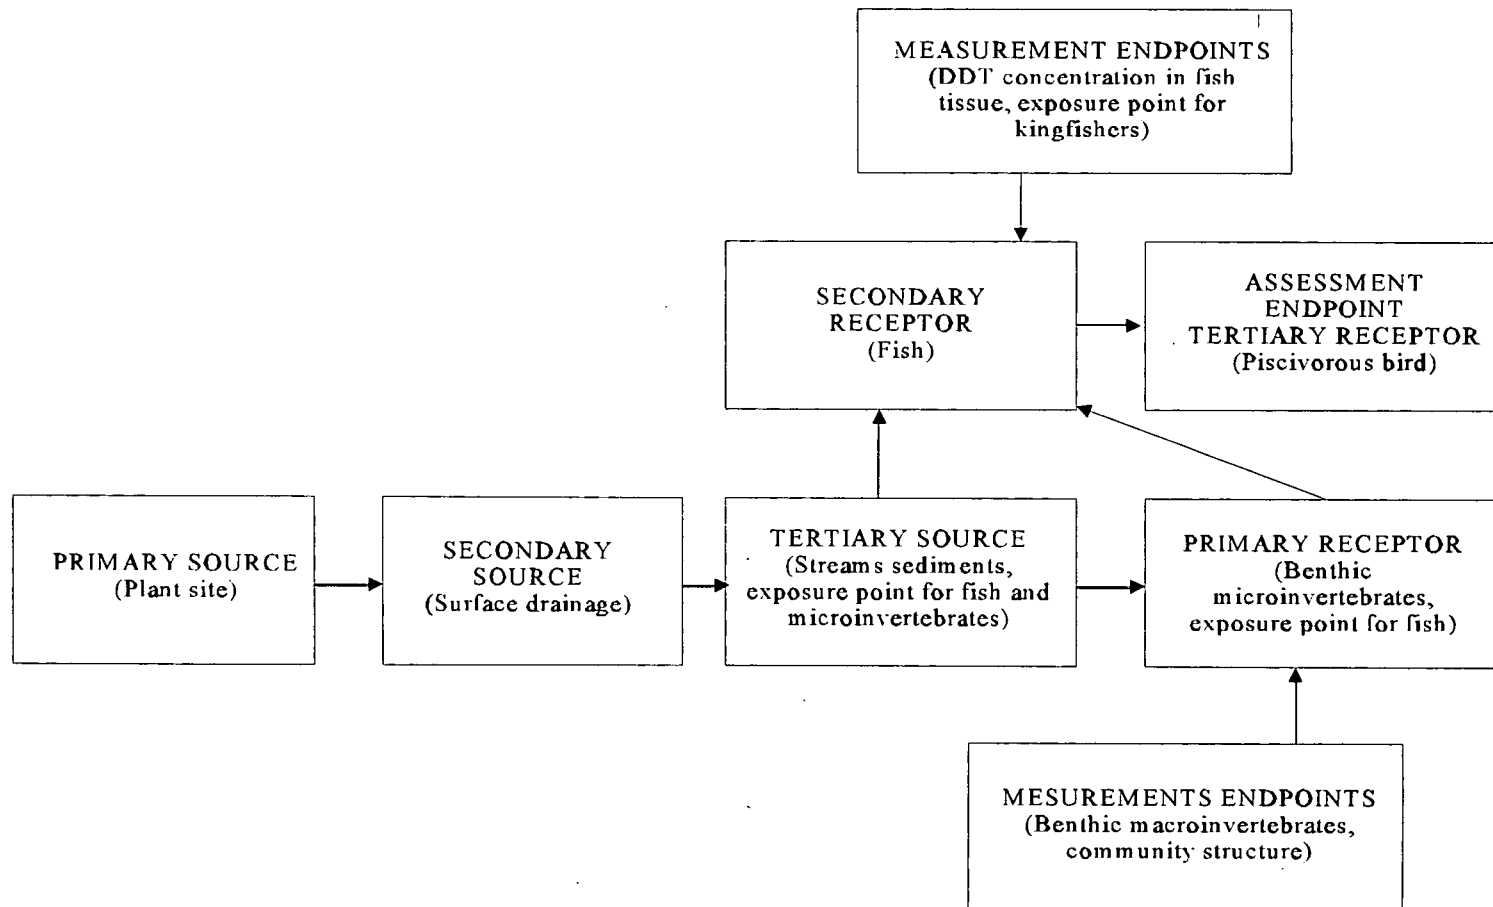 MEASUREMENT ENDPOINTS
(DDT concentration in fish
tissue, exposure point for
kingfishers)
SECONDARY
RECEPTOR
(Fish)
ASSESSMENT
ENDPOINT
TERTIARY RECEPTOR
(Piscivorous bird)
PRIMARY SOURCE
(Plant site)
SECONDARY
SOURCE
(Surface drainage)
TERTIARY SOURCE
(Streams sediments,
exposure point for fish and
microinvertebrates)
PRIMARY RECEPTOR
(Benthic
microinvertebrates,
exposure point for fish)
MESUREMENTS ENDPOINTS
(Benthic macroinvertebrates,
community structure)